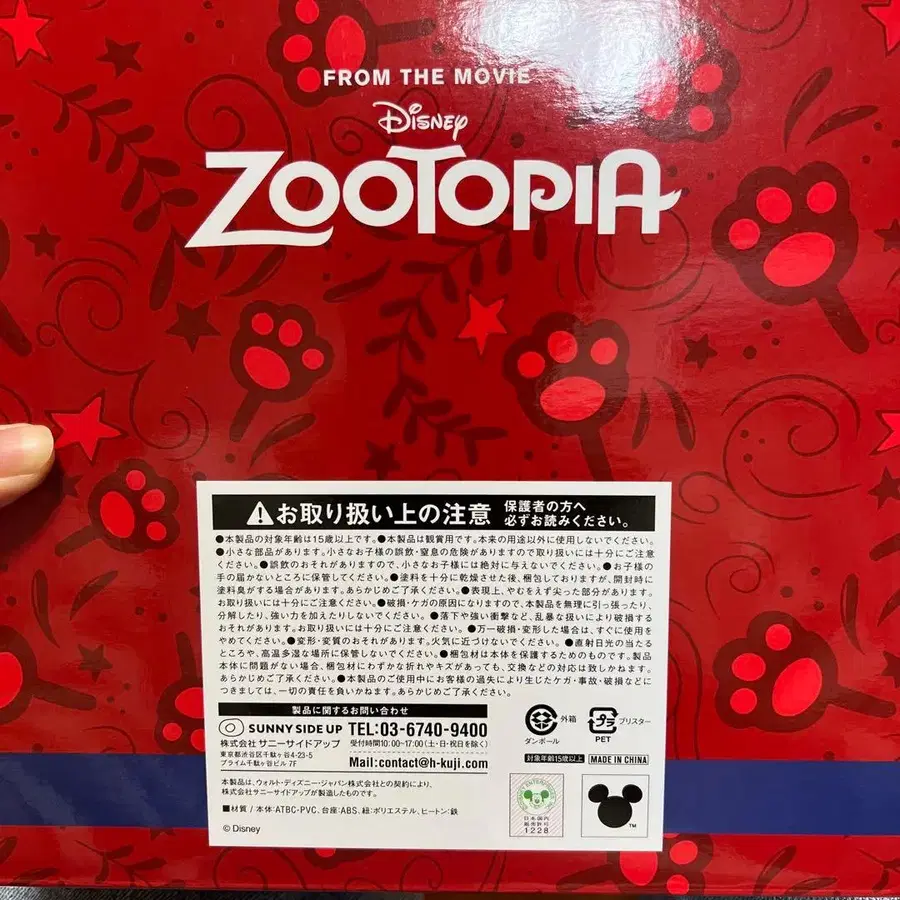 FROM THE MOVIE
Disney
ZOOTOPIA
お取り扱い上の注意
保護者の方へ
必ずお読みください。
●本製品の対象年齢は15歳以上です。●本製品は観賞用です。本来の用途以外に使用しないでください。
●小さな部品があります。小さなお子様の誤飲・窒息の危険がありますので取り扱いには十分にご注意
ください。●誤飲のおそれがありますので、小さなお子様には絶対に与えないでください。●お子様の
手の届かないところに保管してください。●塗料を十分に乾燥させた後、梱包しておりますが、開封時に
塗料臭がする場合があります。あらかじめご了承ください。●表現上、やむをえず尖った部分があります。
お取り扱いには十分にご注意ください。●破損・ケガの原因になりますので、本製品を無理に引っ張ったり、
分解したり、強い力を加えたりしないでください。●落下や強い衝撃など、乱暴な扱いにより破損する
おそれがあります。お取り扱いには十分にご注意ください。●万一破損・変形した場合は、すぐに使用を
やめてください。●変形・変質のおそれがあります。火気に近づけないでください。●直射日光の当たる
ところや、高温多湿な場所に保管しないでください。●梱包材は本体を保護するためのものです。製品
本体に問題がない場合、梱包材にわずかな折れやキズがあっても、交換などの対応は致しかねます。
あらかじめご了承ください。●本製品のご使用中にお客様の過失により生じたケガ・事故・破損などに
つきましては、一切の責任を負いかねます。あらかじめご了承ください。
製品に関するお問い合わせ
SUNNY SIDE UP
株式会社 サニーサイドアップ
東京都渋谷区千駄ヶ谷4-23-5
プライム千駄ヶ谷ビル 7F
TEL:03-6740-9400
受付時間10:00~17:00(土・日・祝日を除く)
Mail:contact@h-kuji.com
外箱
ダンボール
プラ
PET
ブリスター
対象年齢15歳以上
MADE IN CHINA
本製品は、ウォルト・ディズニー・ジャパン株式会社との契約により、
株式会社サニーサイドアップが製造したものです。
■材質 / 本体:ATBC-PVC、台座:ABS、紐:ポリエステル、ヒートン:鉄
© Disney
日本国内
販売許可
1228
TM